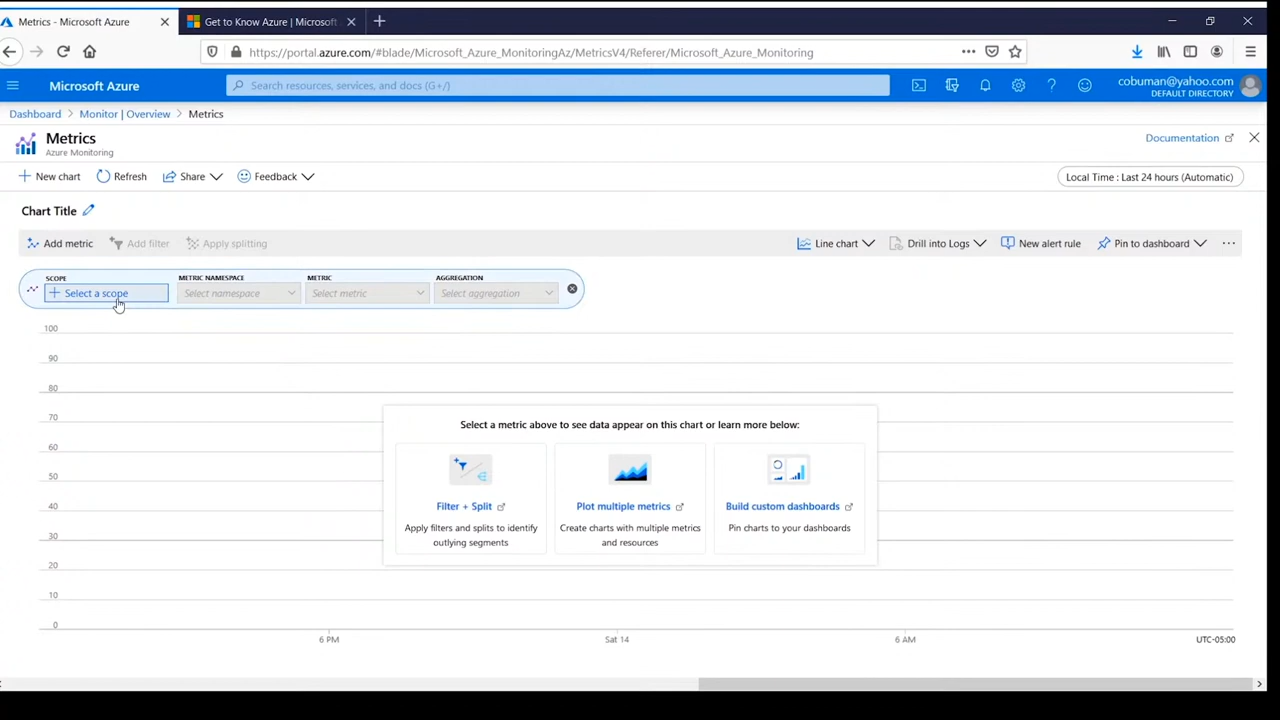 Metrics - Microsoft Azure
Get to Know Azure | Microsoft
https://portal.azure.com/#blade/Microsoft_Azure_MonitoringAz/MetricsV4/Referer/Microsoft_Azure_Monitoring
Microsoft Azure
Search resources, services, and docs (G+/)
cobuman@yahoo.com
DEFAULT DIRECTORY
Dashboard > Monitor | Overview > Metrics
Metrics
Azure Monitoring
Documentation
New chart
Refresh
Share
Feedback
Local Time : Last 24 hours (Automatic)
Chart Title
Add metric
Add filter
Apply splitting
Line chart
Drill into Logs
New alert rule
Pin to dashboard
SCOPE
Select a scope
METRIC NAMESPACE
Select namespace
METRIC
Select metric
AGGREGATION
Select aggregation
100
90
80
70
60
50
40
30
20
10
0
Select a metric above to see data appear on this chart or learn more below:
Filter + Split
Apply filters and splits to identify
outlying segments
Plot multiple metrics
Create charts with multiple metrics
and resources
Build custom dashboards
Pin charts to your dashboards
6 PM
Sat 14
6 AM
UTC-05:00